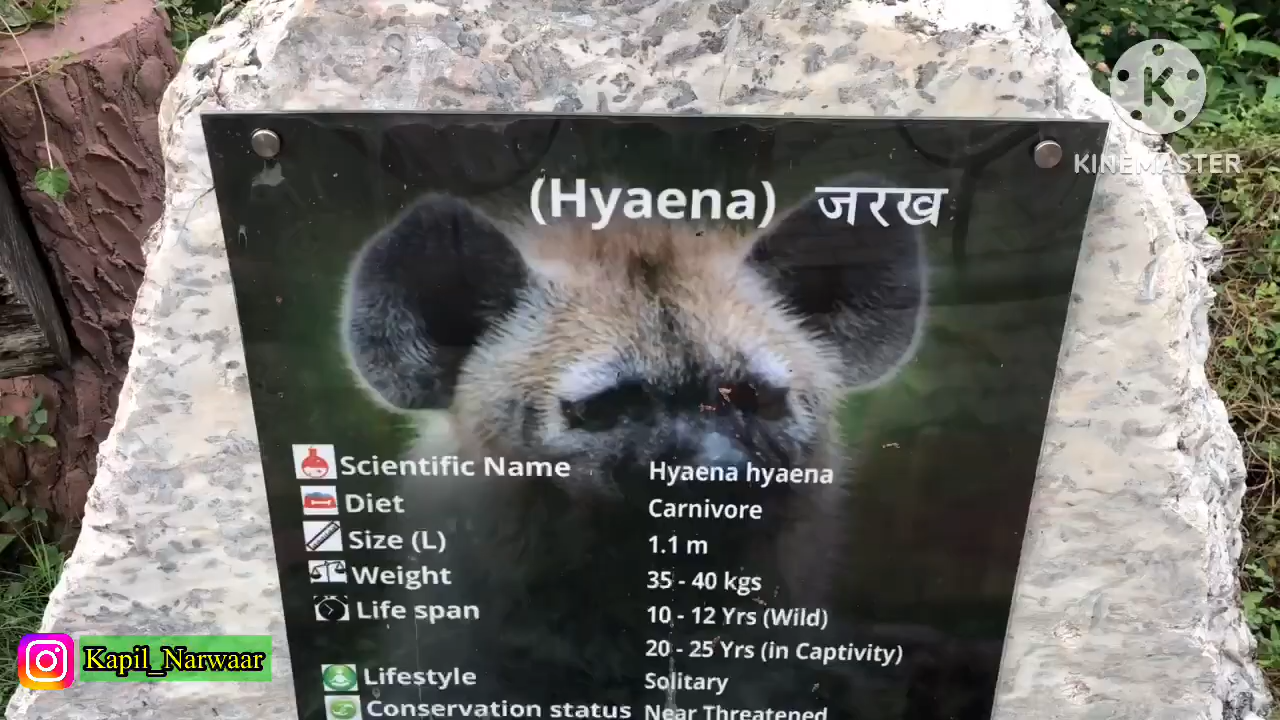 KINEMASTER
(Hyaena) जरख
Scientific Name Hyaena hyaena
Diet Carnivore
Size (L) 1.1 m
Weight 35 - 40 kgs
Life span 10 - 12 Yrs (Wild)
20 - 25 Yrs (in Captivity)
Lifestyle Solitary
Conservation status Near Threatened
Kapil_Narwaar